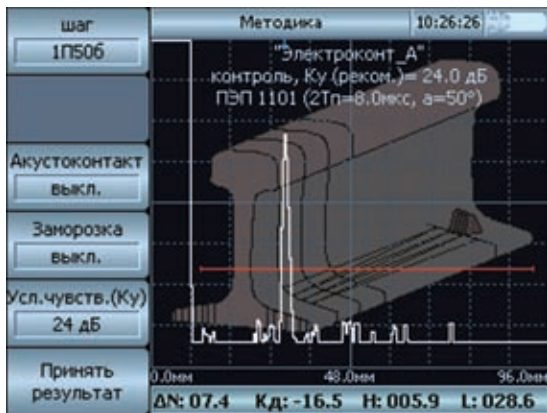 шаг
1П50б
Методика
10:26:26
"Электроконт_А"
контроль, Ку (реком.)= 24.0 дБ
ПЭП 1101 (2Тп=8.0мкс, а=50°)
Акустоконтакт
выкл.
Заморозка
выкл.
Усл.чувств.(Ку)
24 дБ
Принять
результат
0.0мм
48.0мм
96.0мм
ΔN: 07.4
Кд: -16.5
Н: 005.9
L: 028.6